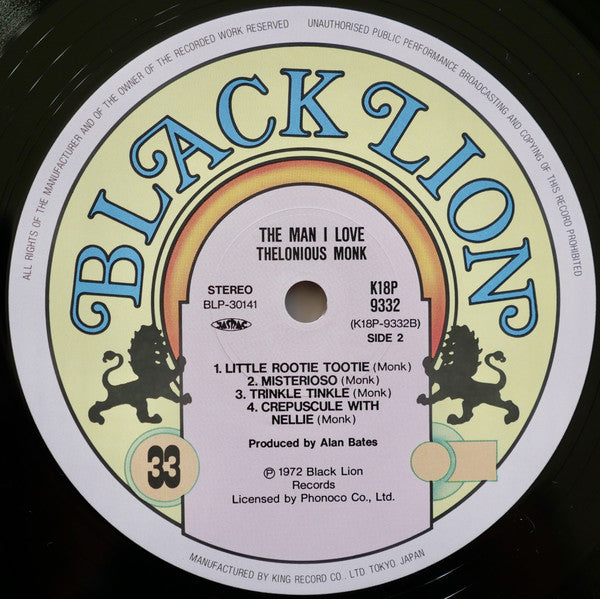 ALL RIGHTS OF THE MANUFACTURER AND OF THE OWNER OF THE RECORDED WORK RESERVED
UNAUTHORISED PUBLIC PERFORMANCE BROADCASTING AND COPYING OF THIS RECORD PROHIBITED
BLACK LION
THE MAN I LOVE
THELONIOUS MONK
STEREO
BLP-30141
JASRAC
K18P
9332
(K18P-9332B)
SIDE 2
1. LITTLE ROOTIE TOOTIE (Monk)
2. MISTERIOSO (Monk)
3. TRINKLE TINKLE (Monk)
4. CREPUSCULE WITH
NELLIE (Monk)
Produced by Alan Bates
33
Ⓟ 1972 Black Lion
Records
Licensed by Phonoco Co., Ltd.
MANUFACTURED BY KING RECORD CO., LTD. TOKYO, JAPAN